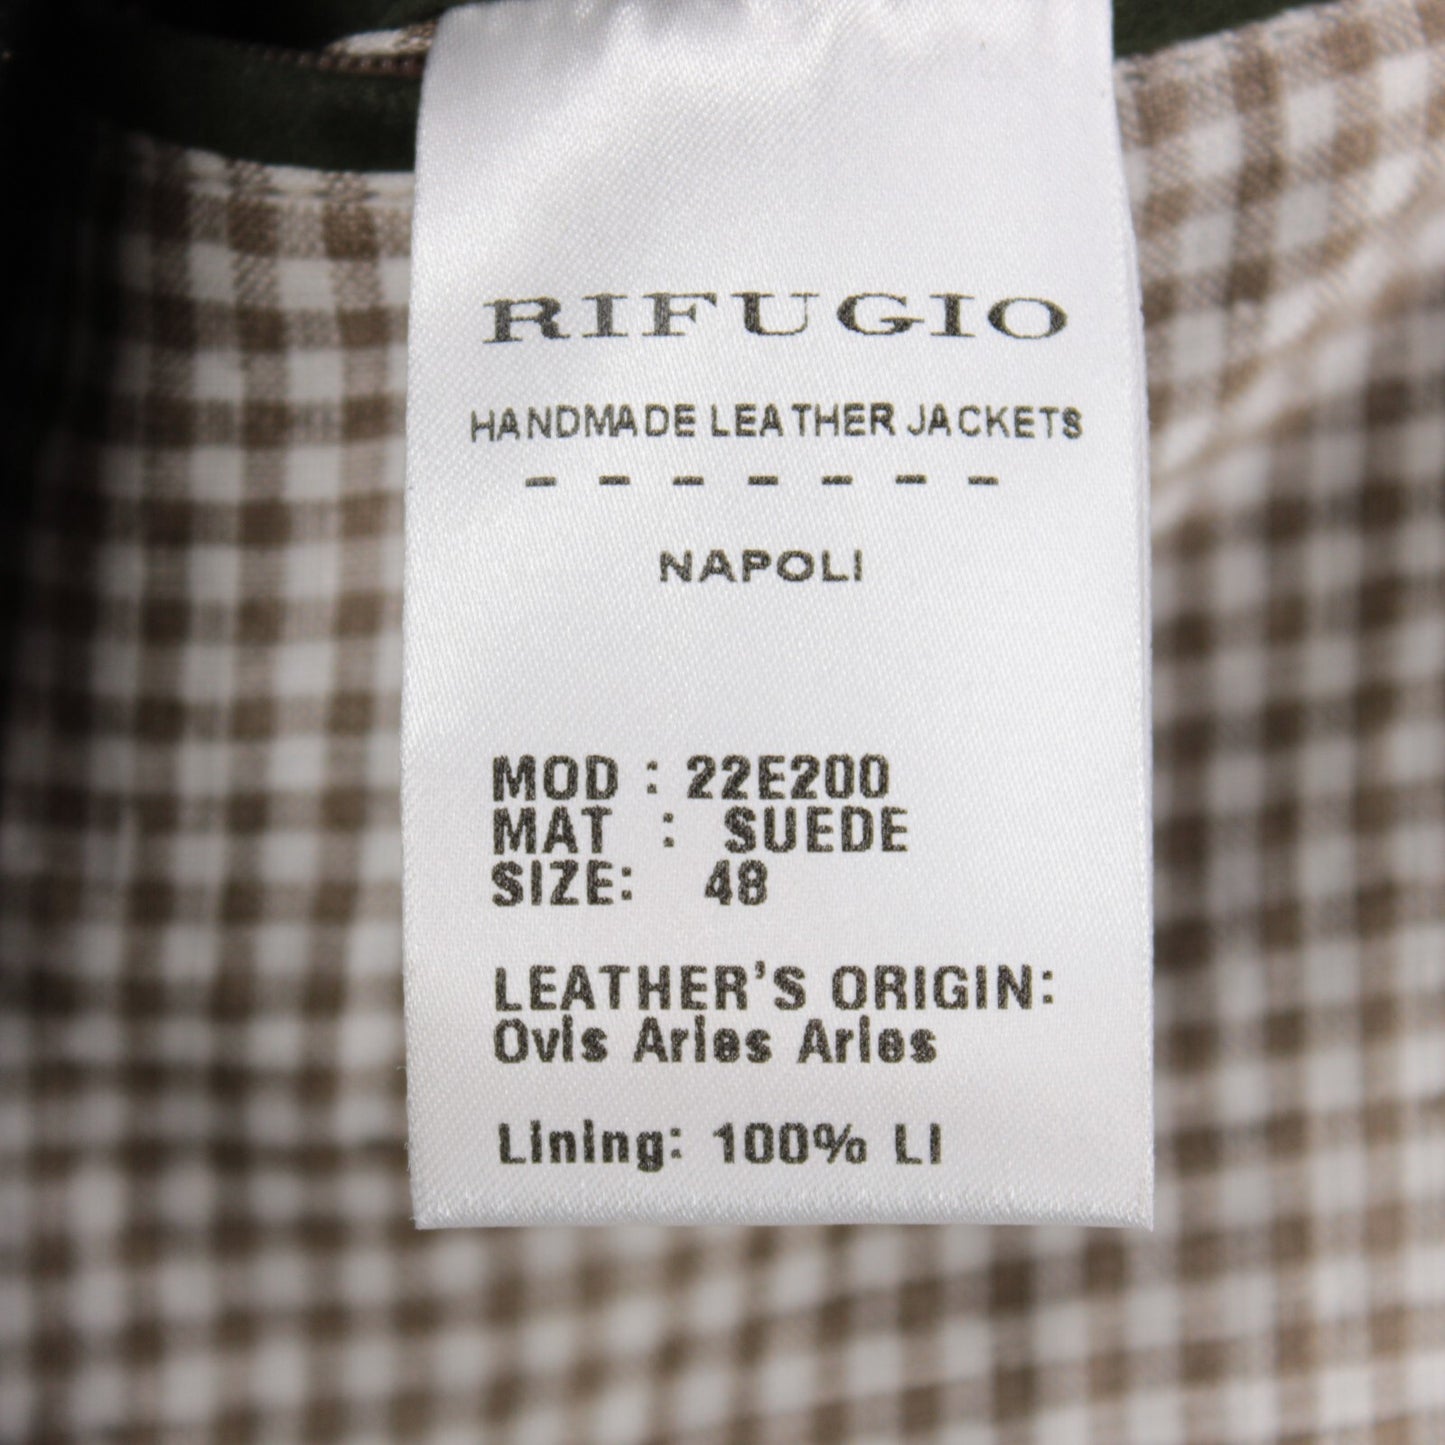 RIFUGIO
HANDMADE LEATHER JACKETS
- - - - - - -
NAPOLI
MOD : 22E200
MAT : SUEDE
SIZE: 48
LEATHER'S ORIGIN:
Ovis Aries Aries
Lining: 100% LI